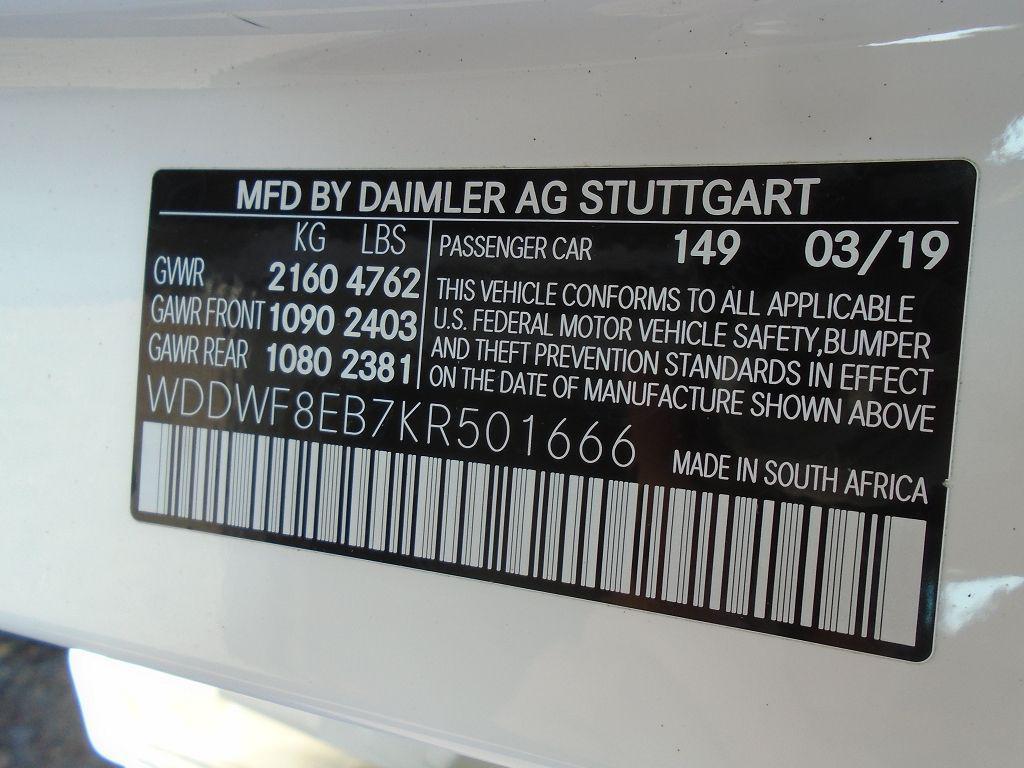 MFD BY DAIMLER AG STUTTGART
KG LBS
GVWR 2160 4762
GAWR FRONT 1090 2403
GAWR REAR 1080 2381
PASSENGER CAR 149 03/19
THIS VEHICLE CONFORMS TO ALL APPLICABLE
U.S. FEDERAL MOTOR VEHICLE SAFETY,BUMPER
AND THEFT PREVENTION STANDARDS IN EFFECT
ON THE DATE OF MANUFACTURE SHOWN ABOVE
WDDWF8EB7KR501666
MADE IN SOUTH AFRICA